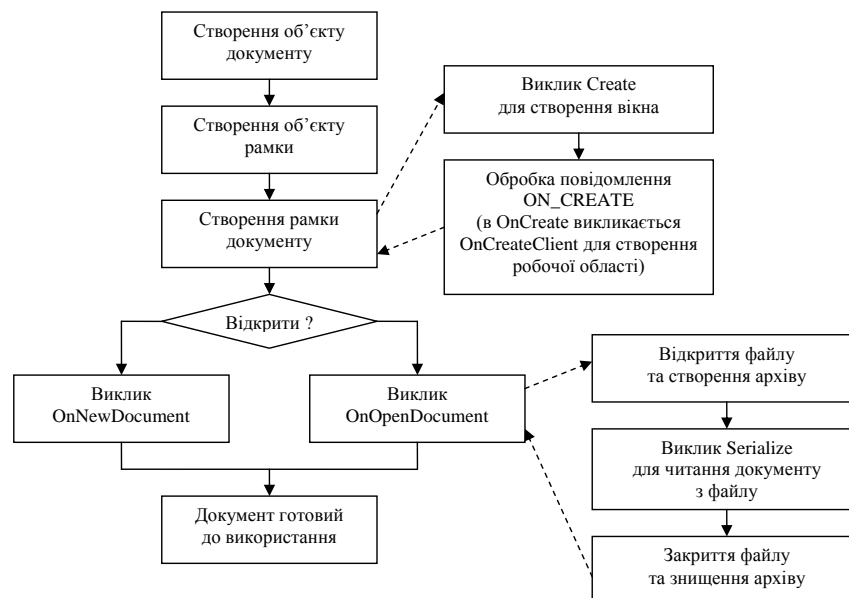 Створення об’єкту
документу
Створення об’єкту
рамки
Створення рамки
документу
Виклик Create
для створення вікна
Обробка повідомлення
ON_CREATE
(в OnCreate викликається
OnCreateClient для створення
робочої області)
Відкрити ?
Виклик
OnNewDocument
Виклик
OnOpenDocument
Відкриття файлу
та створення архіву
Виклик Serialize
для читання документу
з файлу
Закриття файлу
та знищення архіву
Документ готовий
до використання